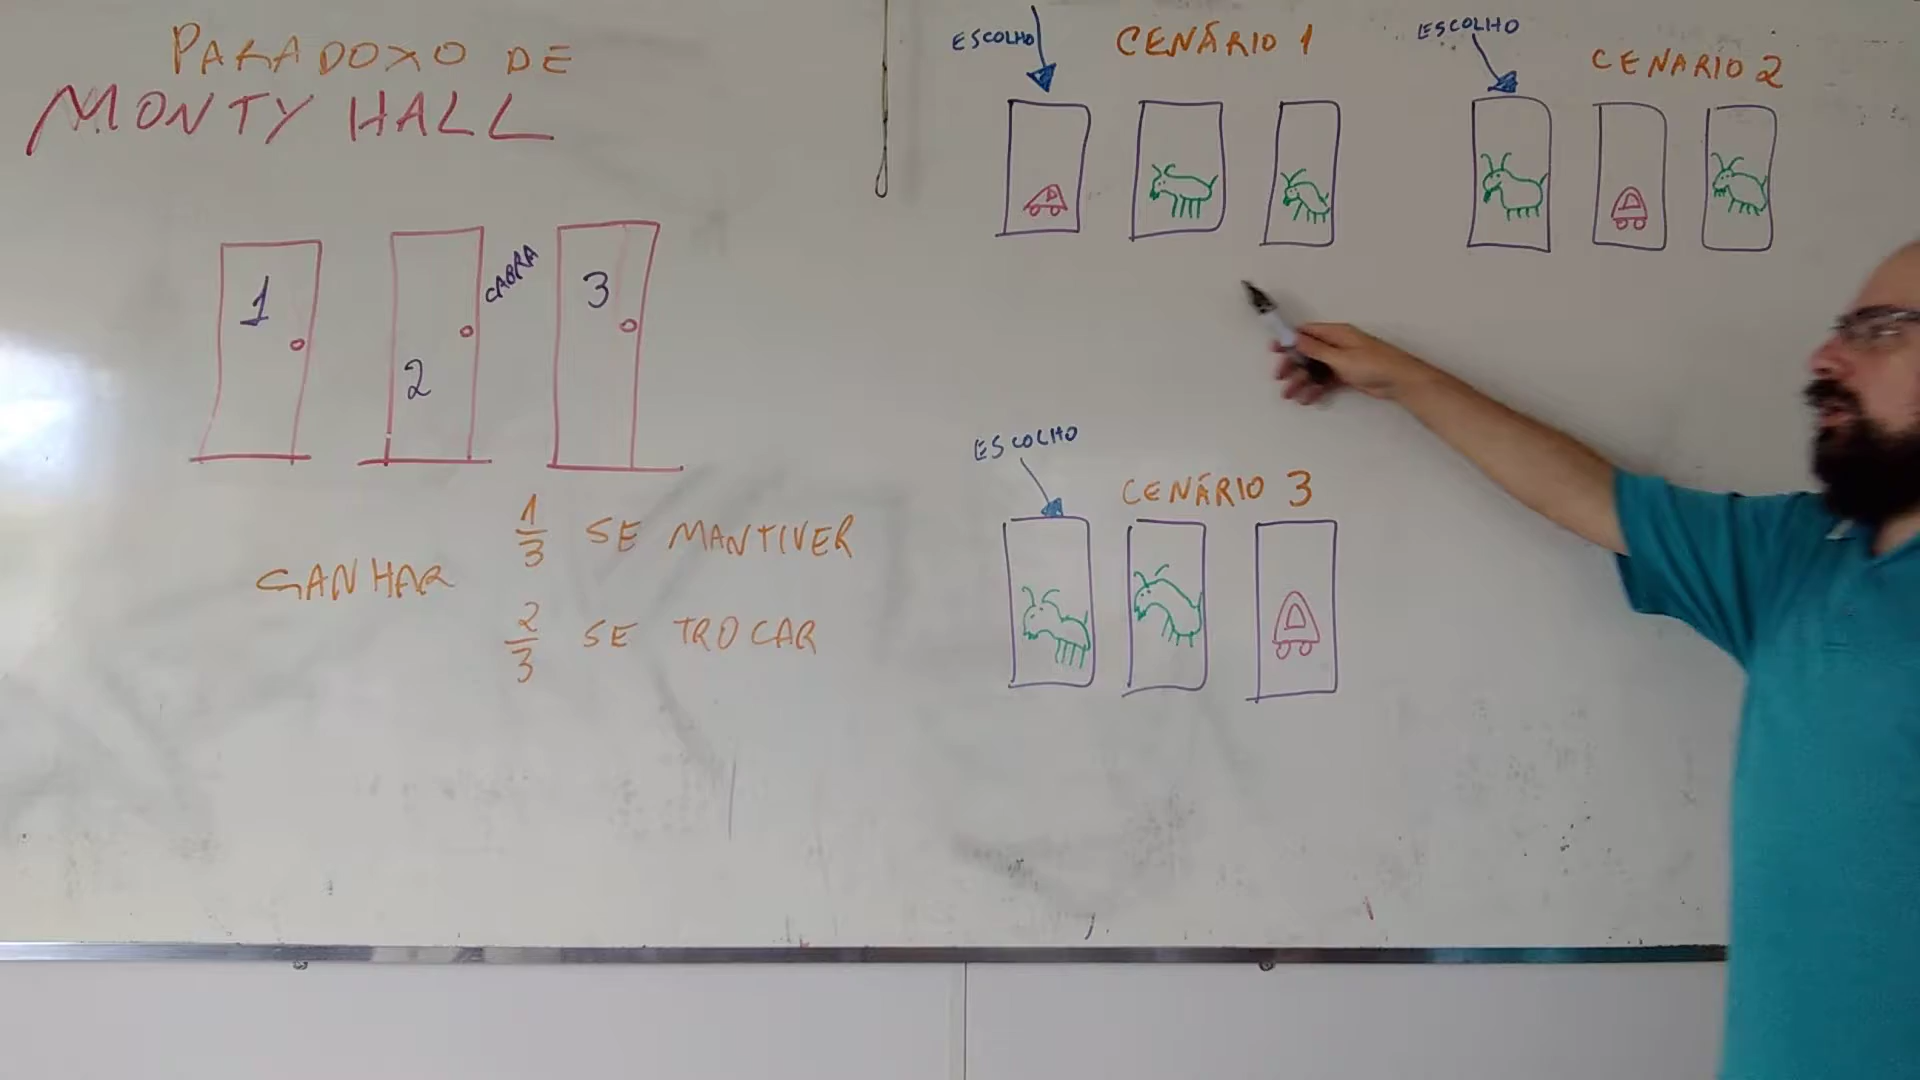 PARADOXO DE
MONTY HALL
1
2
CABRA
3
GANHAR
1/3 SE MANTIVER
2/3 SE TROCAR
ESCOLHO
CENÁRIO 1
ESCOLHO
CENARIO 2
ESCOLHO
CENÁRIO 3